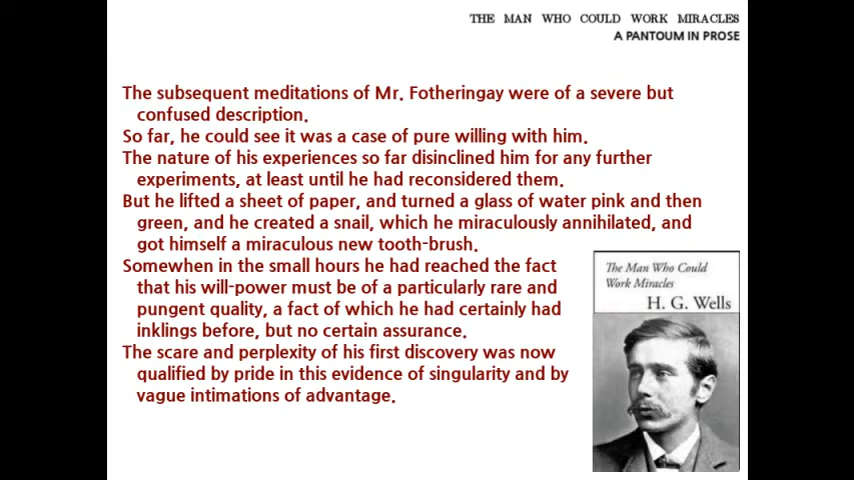 THE MAN WHO COULD WORK MIRACLES
A PANTOUM IN PROSE
The subsequent meditations of Mr. Fotheringay were of a severe but
confused description.
So far, he could see it was a case of pure willing with him.
The nature of his experiences so far disinclined him for any further
experiments, at least until he had reconsidered them.
But he lifted a sheet of paper, and turned a glass of water pink and then
green, and he created a snail, which he miraculously annihilated, and
got himself a miraculous new tooth-brush.
Somewhen in the small hours he had reached the fact
that his will-power must be of a particularly rare and
pungent quality, a fact of which he had certainly had
inklings before, but no certain assurance.
The scare and perplexity of his first discovery was now
qualified by pride in this evidence of singularity and by
vague intimations of advantage.
The Man Who Could
Work Miracles
H. G. Wells